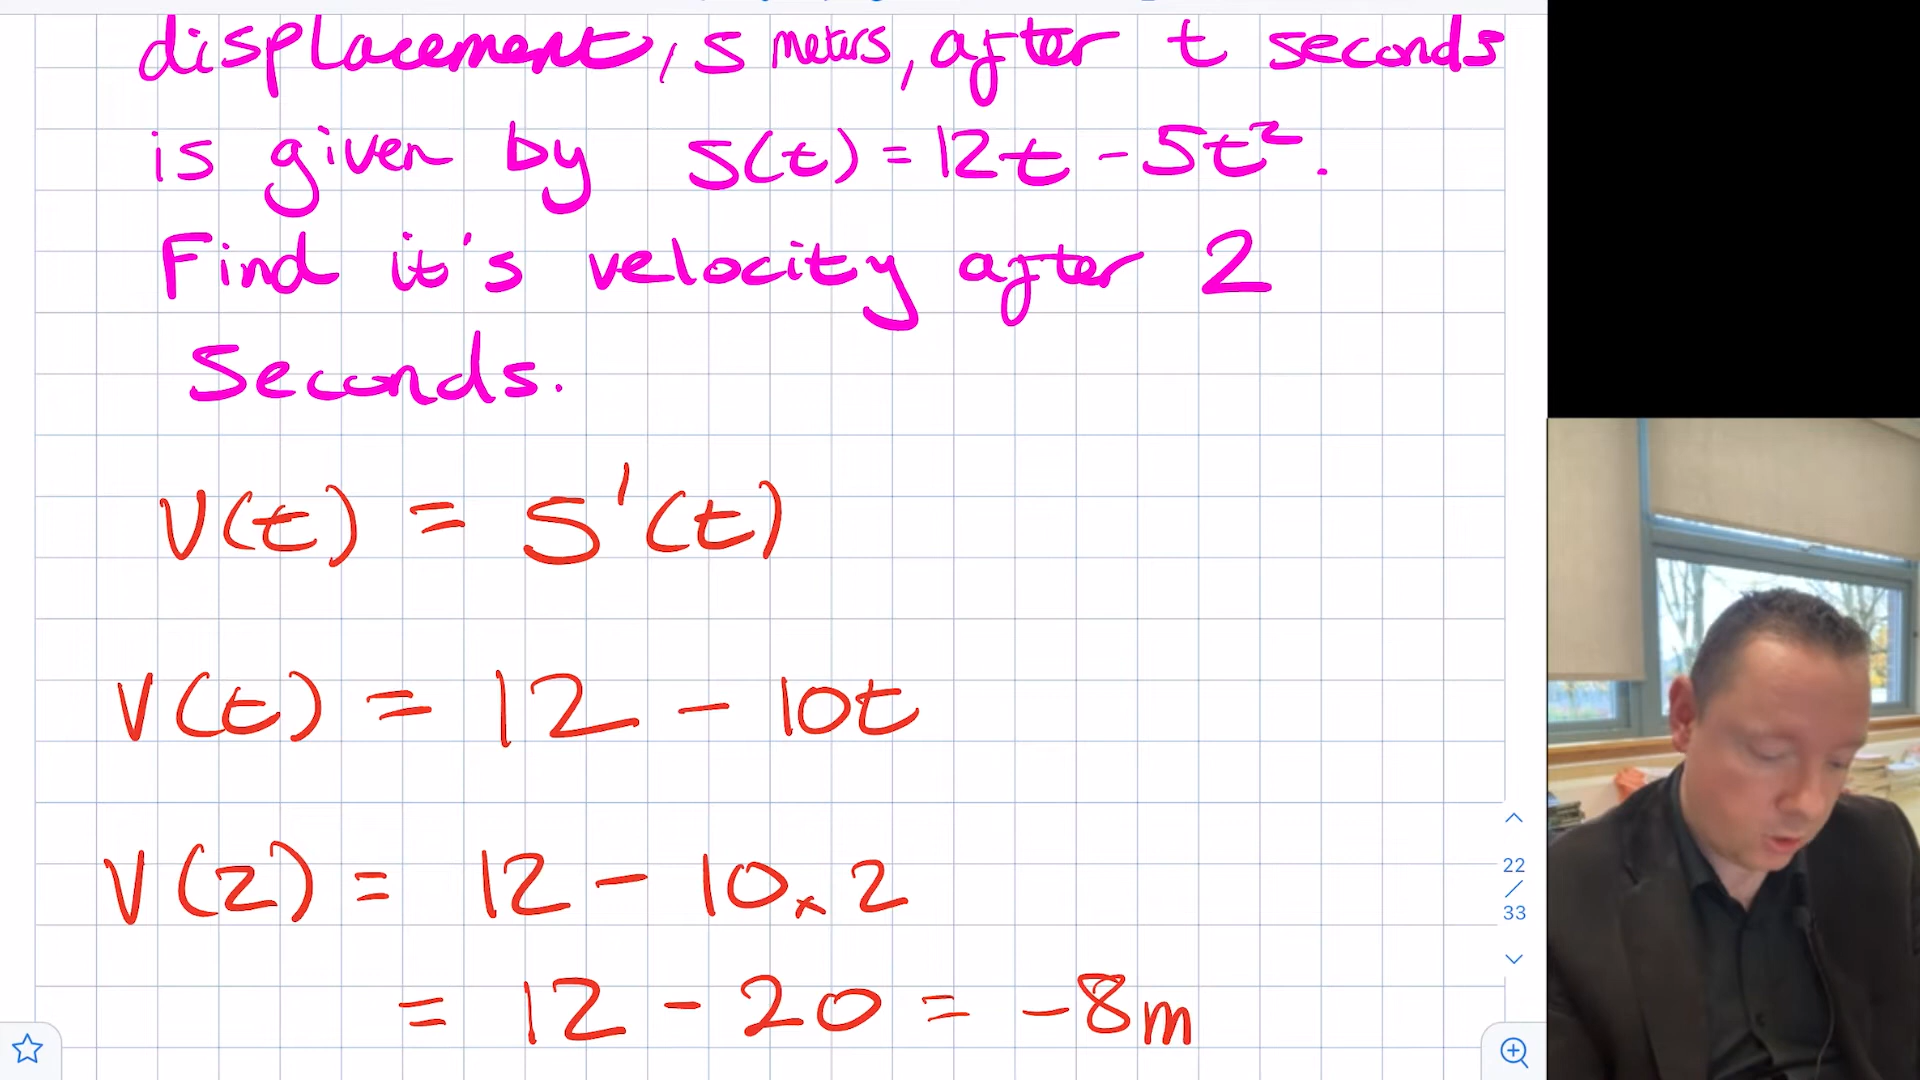 displacement, s meters, after t seconds
is given by s(t) = 12t - 5t².
Find it's velocity after 2
Seconds.
V(t) = S'(t)
V(t) = 12 - 10t
V(2) = 12 - 10 x 2
= 12 - 20 = -8m
22
/
33